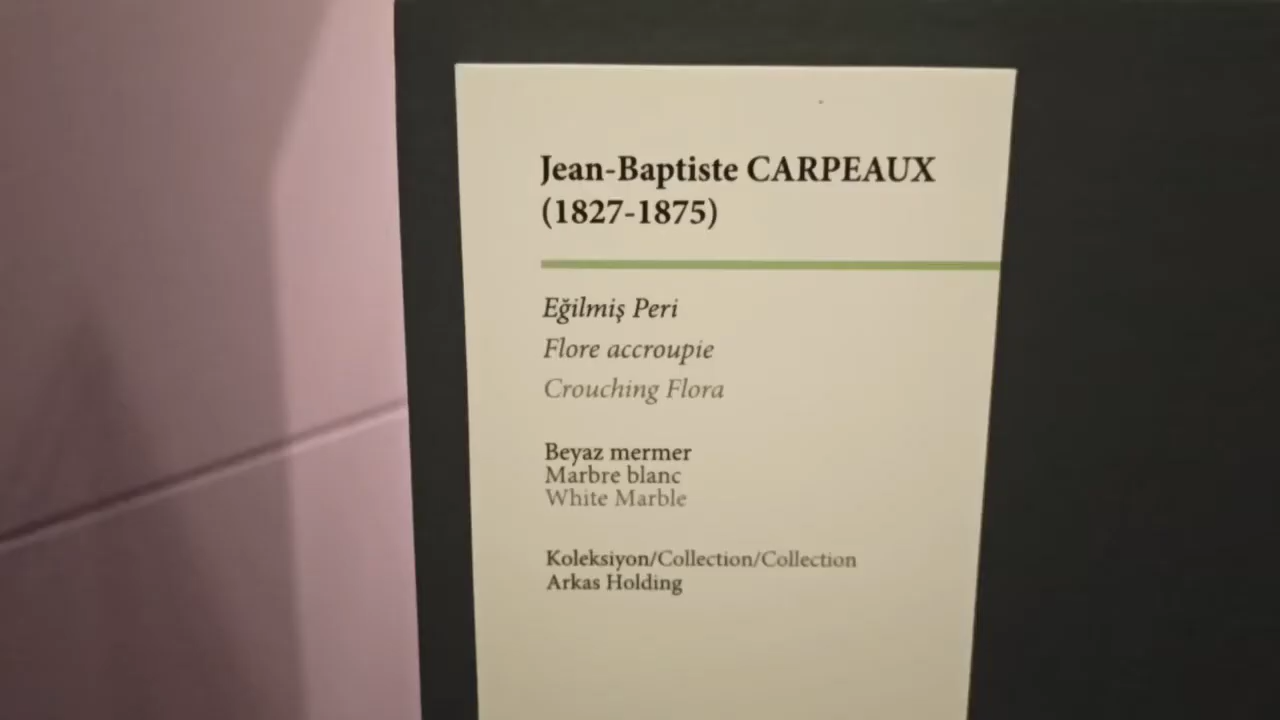 Jean-Baptiste CARPEAUX
(1827-1875)
Eğilmiş Peri
Flore accroupie
Crouching Flora
Beyaz mermer
Marbre blanc
White Marble
Koleksiyon/Collection/Collection
Arkas Holding